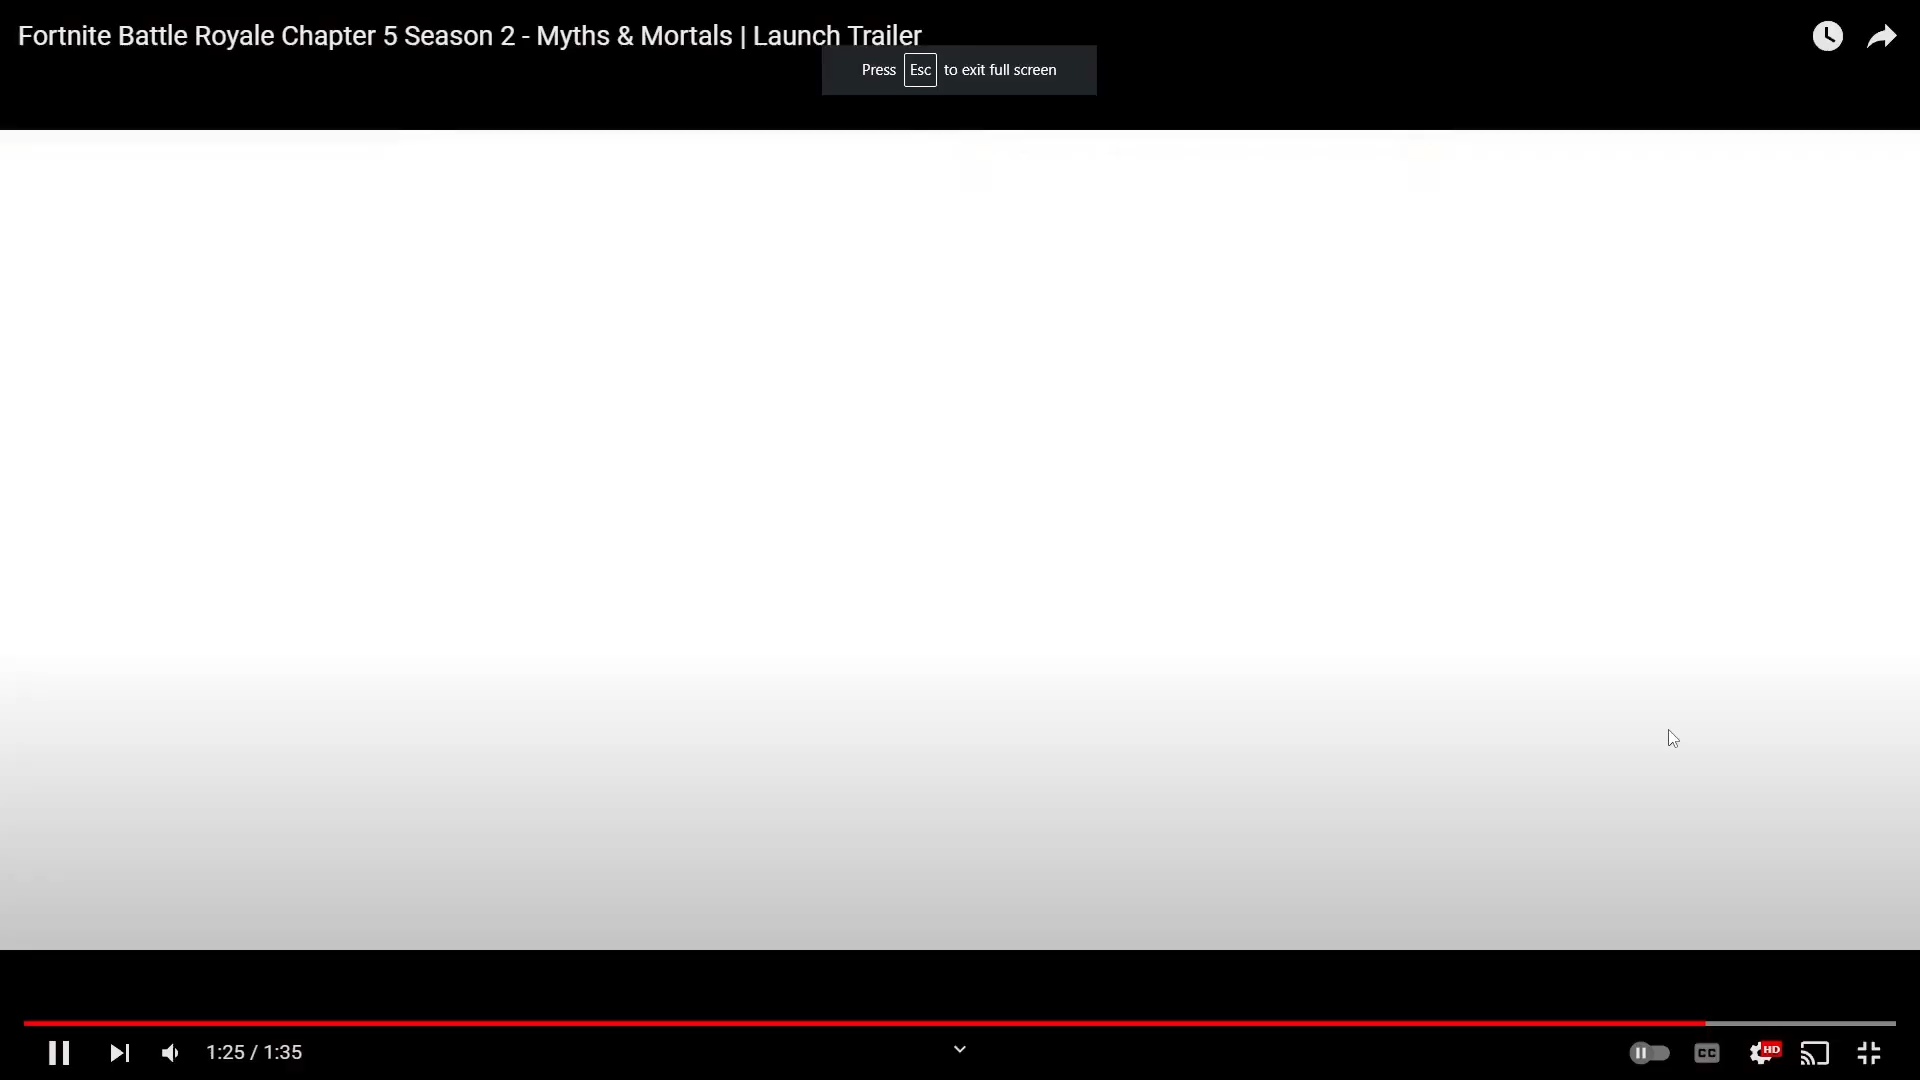 Fortnite Battle Royale Chapter 5 Season 2 - Myths & Mortals | Launch Trailer
Press Esc to exit full screen
1:25 / 1:35
CC
HD